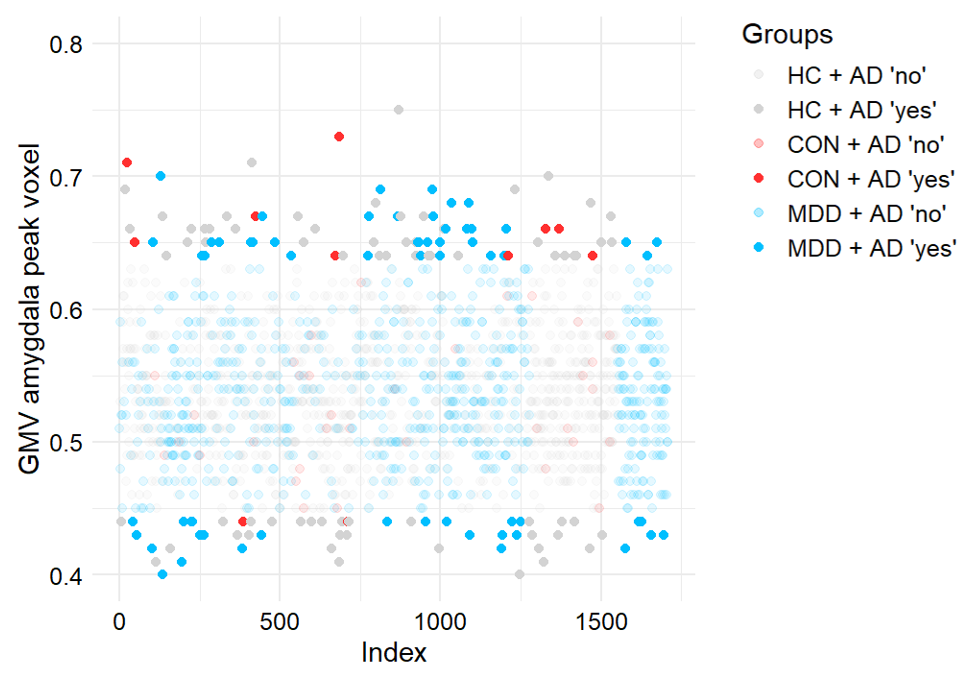 GMV amygdala peak voxel
0.8
0.7
0.6
0.5
0.4
0
500
1000
1500
Index
Groups
HC + AD 'no'
HC + AD 'yes'
CON + AD 'no'
CON + AD 'yes'
MDD + AD 'no'
MDD + AD 'yes'